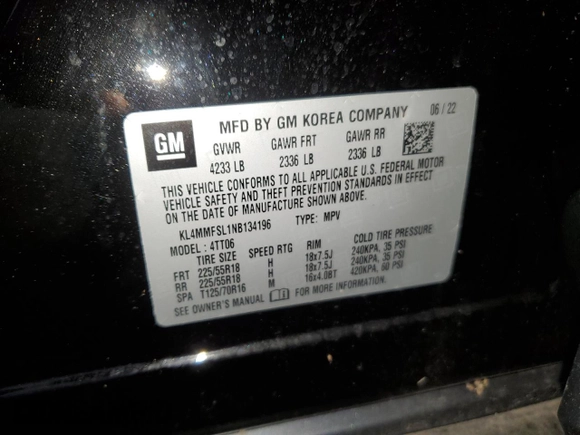 GM
MFD BY GM KOREA COMPANY 06 / 22
GVWR GAWR FRT GAWR RR
4233 LB 2336 LB 2336 LB
THIS VEHICLE CONFORMS TO ALL APPLICABLE U.S. FEDERAL MOTOR
VEHICLE SAFETY AND THEFT PREVENTION STANDARDS IN EFFECT
ON THE DATE OF MANUFACTURE SHOWN ABOVE.
KL4MMFSL1NB134196 TYPE: MPV
MODEL: 4TT06
TIRE SIZE SPEED RTG RIM COLD TIRE PRESSURE
FRT 225/55R18 H 18x7.5J 240KPA, 35 PSI
RR 225/55R18 H 18x7.5J 240KPA, 35 PSI
SPA T125/70R16 M 16x4.0BT 420KPA, 60 PSI
SEE OWNER'S MANUAL FOR MORE INFORMATION.